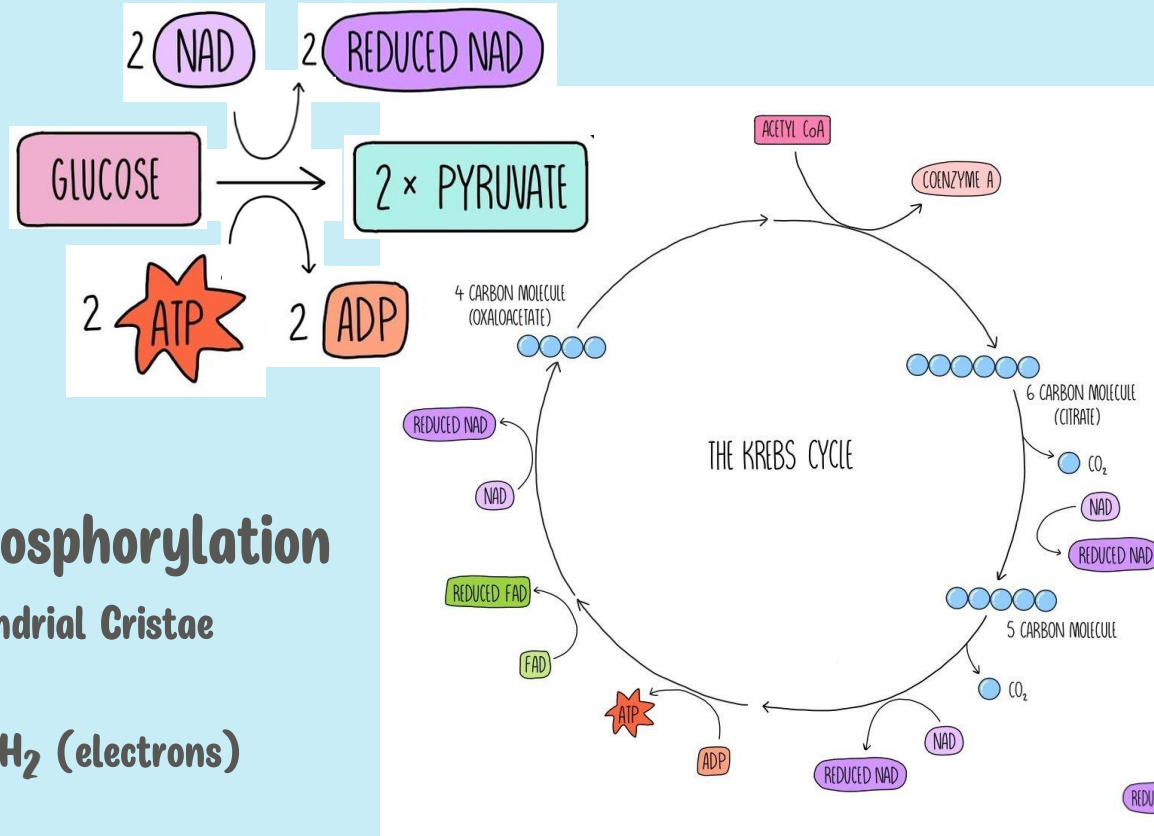 2 NAD 2 REDUCED NAD
GLUCOSE
2 × PYRUVATE
2 ATP 2 ADP
ACETYL CoA
COENZYME A
4 CARBON MOLECULE
(OXALOACETATE)
6 CARBON MOLECULE
(CITRATE)
CO₂
NAD
REDUCED NAD
5 CARBON MOLECULE
CO₂
NAD
REDUCED NAD
ADP
ATP
FAD
REDUCED FAD
NAD
REDUCED NAD
THE KREBS CYCLE
osphorylation
ndrial Cristae
H₂ (electrons)
REDU